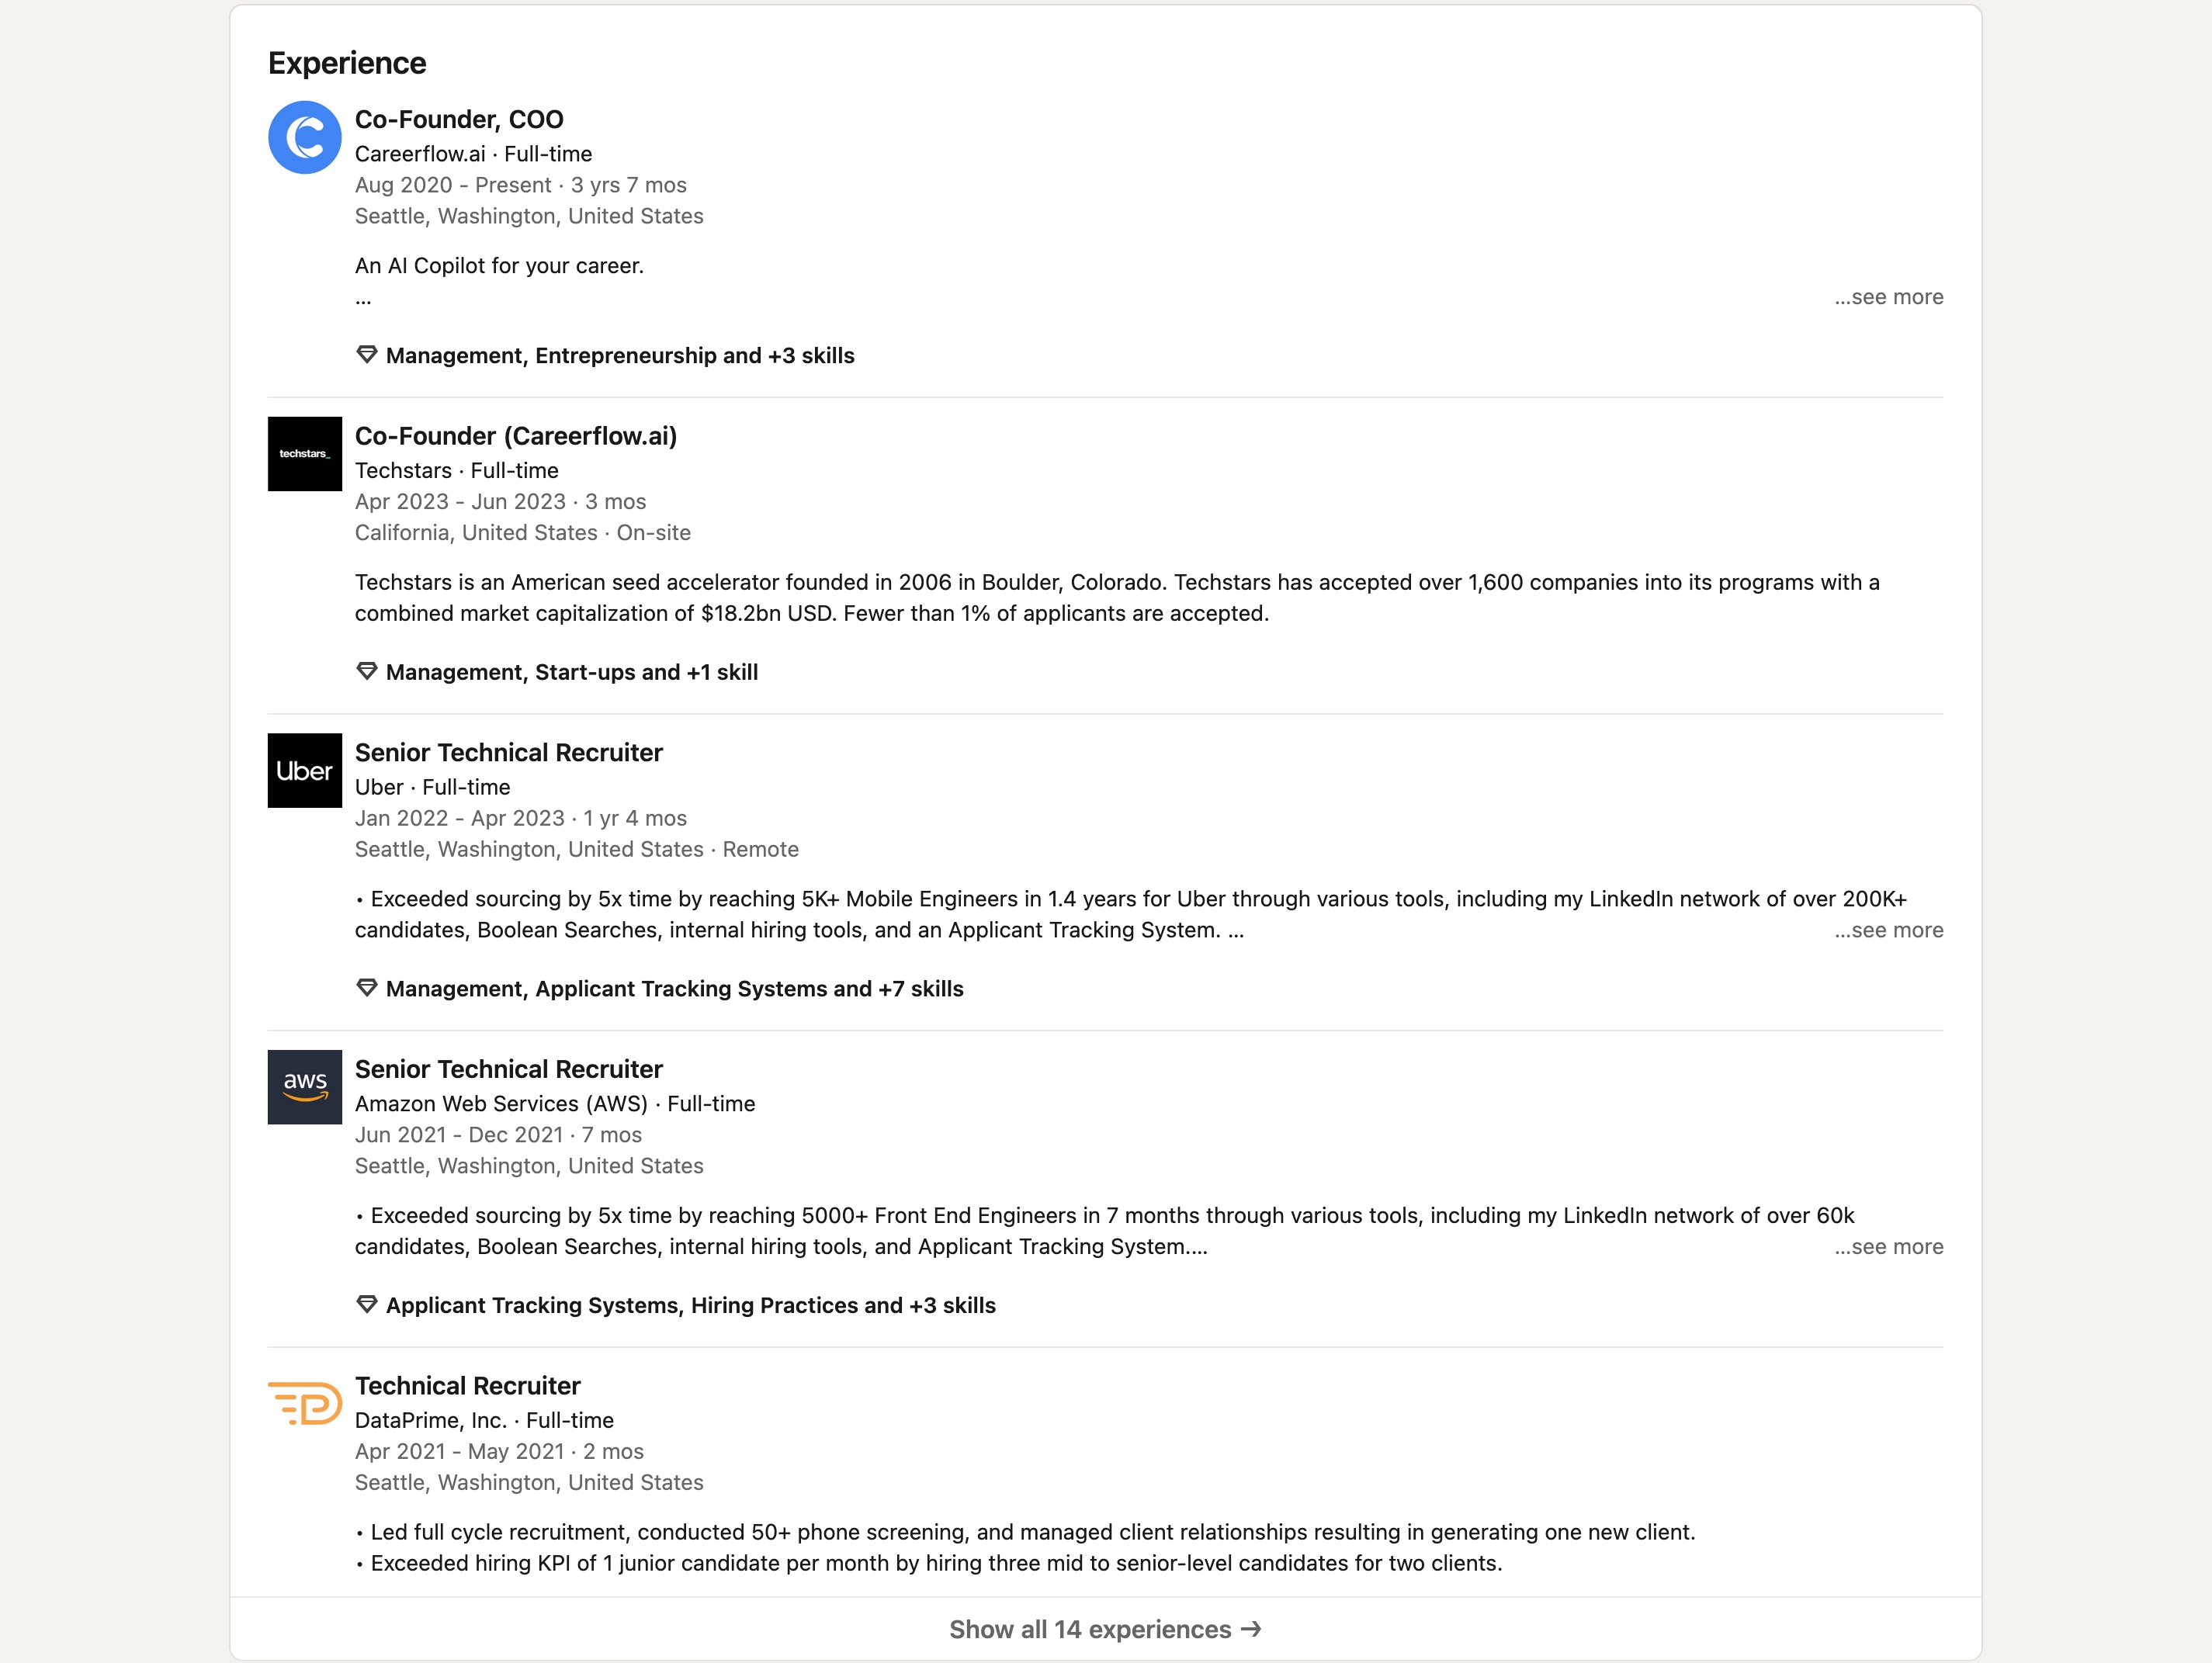 Experience
Co-Founder, COO
Careerflow.ai · Full-time
Aug 2020 - Present · 3 yrs 7 mos
Seattle, Washington, United States
An AI Copilot for your career.
...
...see more
Management, Entrepreneurship and +3 skills
techstars_
Co-Founder (Careerflow.ai)
Techstars · Full-time
Apr 2023 - Jun 2023 · 3 mos
California, United States · On-site
Techstars is an American seed accelerator founded in 2006 in Boulder, Colorado. Techstars has accepted over 1,600 companies into its programs with a
combined market capitalization of $18.2bn USD. Fewer than 1% of applicants are accepted.
Management, Start-ups and +1 skill
Uber
Senior Technical Recruiter
Uber · Full-time
Jan 2022 - Apr 2023 · 1 yr 4 mos
Seattle, Washington, United States · Remote
• Exceeded sourcing by 5x time by reaching 5K+ Mobile Engineers in 1.4 years for Uber through various tools, including my LinkedIn network of over 200K+
candidates, Boolean Searches, internal hiring tools, and an Applicant Tracking System. ...
...see more
Management, Applicant Tracking Systems and +7 skills
aws
Senior Technical Recruiter
Amazon Web Services (AWS) · Full-time
Jun 2021 - Dec 2021 · 7 mos
Seattle, Washington, United States
• Exceeded sourcing by 5x time by reaching 5000+ Front End Engineers in 7 months through various tools, including my LinkedIn network of over 60k
candidates, Boolean Searches, internal hiring tools, and Applicant Tracking System....
...see more
Applicant Tracking Systems, Hiring Practices and +3 skills
Technical Recruiter
DataPrime, Inc. · Full-time
Apr 2021 - May 2021 · 2 mos
Seattle, Washington, United States
• Led full cycle recruitment, conducted 50+ phone screening, and managed client relationships resulting in generating one new client.
• Exceeded hiring KPI of 1 junior candidate per month by hiring three mid to senior-level candidates for two clients.
Show all 14 experiences →